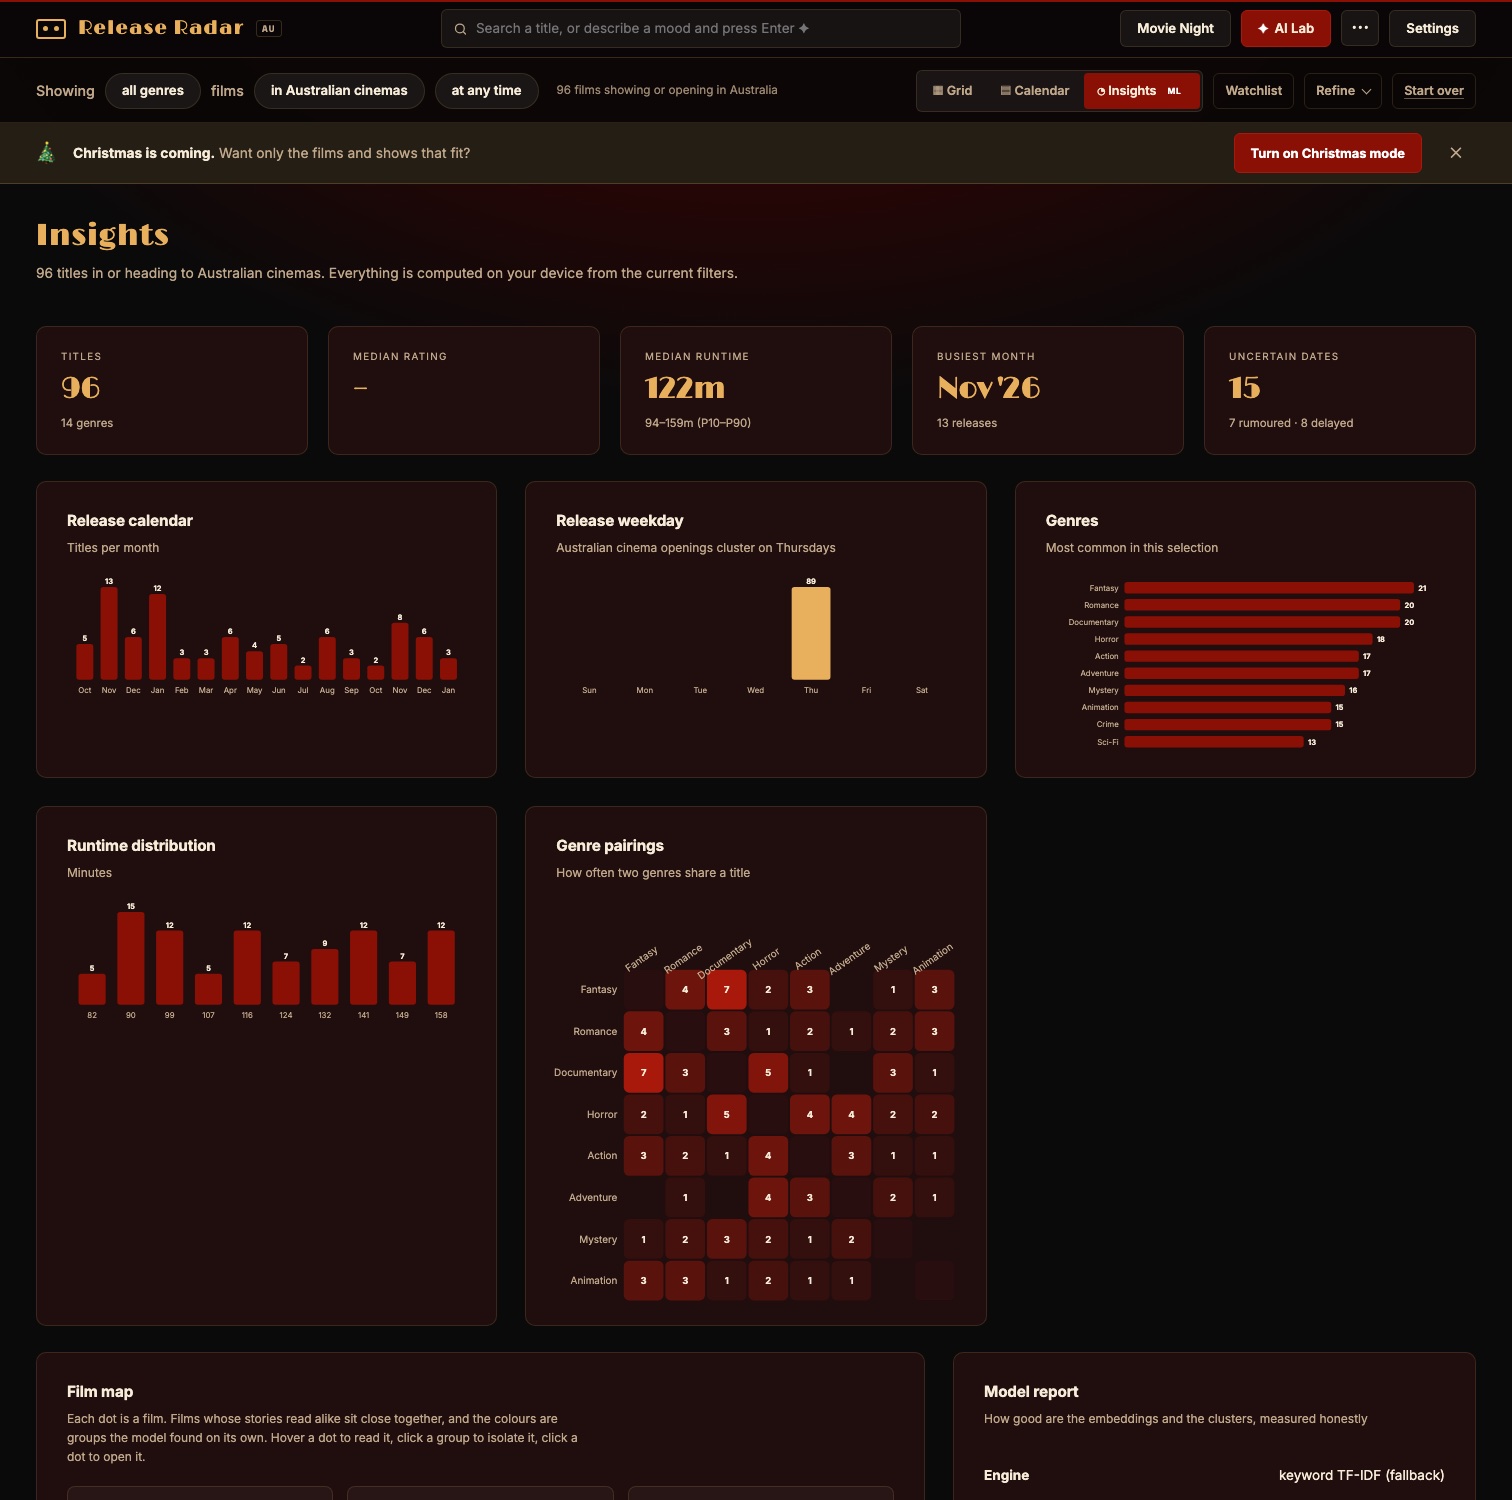 Release Radar AU
Search a title, or describe a mood and press Enter ✦
Movie Night
✦ AI Lab
•••
Settings
Showing all genres films in Australian cinemas at any time 96 films showing or opening in Australia
Grid
Calendar
Insights ML
Watchlist
Refine
Start over
Christmas is coming. Want only the films and shows that fit?
Turn on Christmas mode
Insights
96 titles in or heading to Australian cinemas. Everything is computed on your device from the current filters.
TITLES
96
14 genres
MEDIAN RATING
–
MEDIAN RUNTIME
122m
94–159m (P10–P90)
BUSIEST MONTH
Nov '26
13 releases
UNCERTAIN DATES
15
7 rumoured · 8 delayed
Release calendar
Titles per month
5 13 6 12 3 3 6 4 5 2 6 3 2 8 6 3
Oct Nov Dec Jan Feb Mar Apr May Jun Jul Aug Sep Oct Nov Dec Jan
Release weekday
Australian cinema openings cluster on Thursdays
89
Sun Mon Tue Wed Thu Fri Sat
Genres
Most common in this selection
Fantasy 21
Romance 20
Documentary 20
Horror 18
Action 17
Adventure 17
Mystery 16
Animation 15
Crime 15
Sci-Fi 13
Runtime distribution
Minutes
5 15 12 5 12 7 9 12 7 12
82 90 99 107 116 124 132 141 149 158
Genre pairings
How often two genres share a title
Fantasy Romance Documentary Horror Action Adventure Mystery Animation
Fantasy 4 7 2 3 1 3
Romance 4 3 1 2 1 2 3
Documentary 7 3 5 1 3 1
Horror 2 1 5 4 4 2 2
Action 3 2 1 4 3 1 1
Adventure 1 4 3 2 1
Mystery 1 2 3 2 1 2
Animation 3 3 1 2 1 1
Film map
Each dot is a film. Films whose stories read alike sit close together, and the colours are
groups the model found on its own. Hover a dot to read it, click a group to isolate it, click a
dot to open it.
Model report
How good are the embeddings and the clusters, measured honestly
Engine keyword TF-IDF (fallback)